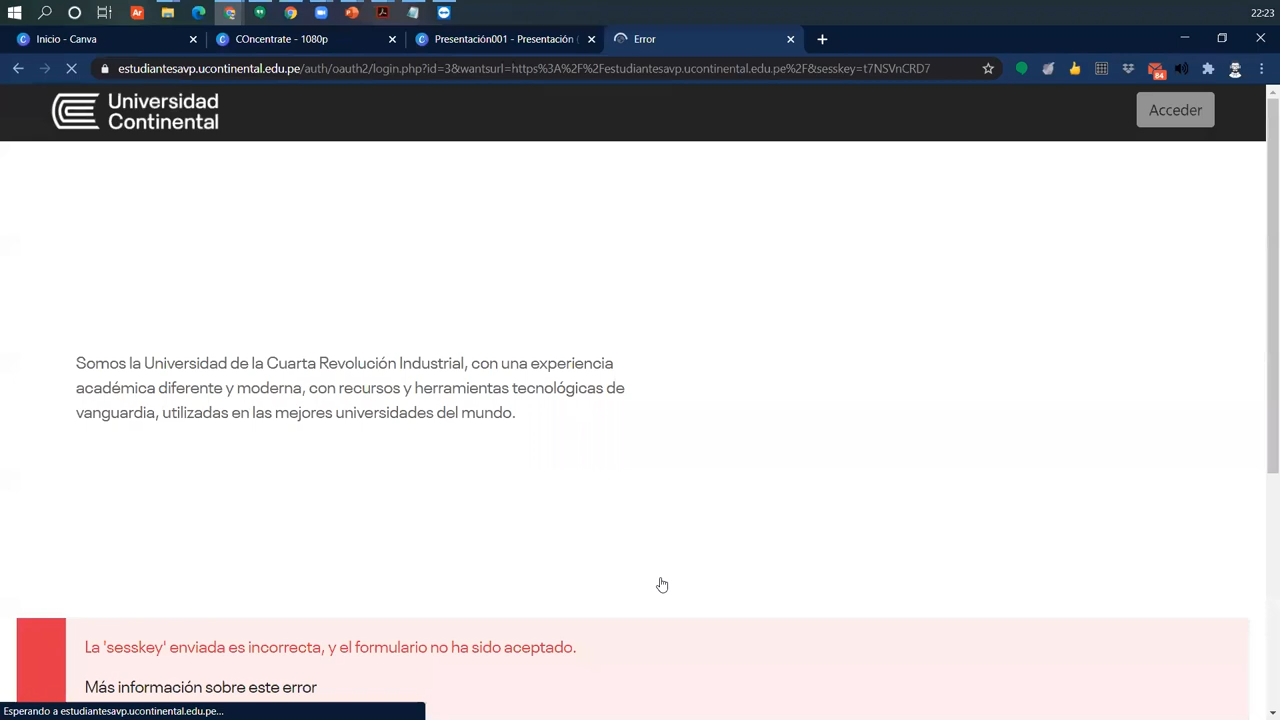 22:23
Inicio - Canva
COncentrate - 1080p
Presentación001 - Presentación (
Error
estudiantesavp.ucontinental.edu.pe/auth/oauth2/login.php?id=3&wantsurl=https%3A%2F%2Festudiantesavp.ucontinental.edu.pe%2F&sesskey=t7NSVnCRD7
64
Universidad
Continental
Acceder
Somos la Universidad de la Cuarta Revolución Industrial, con una experiencia
académica diferente y moderna, con recursos y herramientas tecnológicas de
vanguardia, utilizadas en las mejores universidades del mundo.
La 'sesskey' enviada es incorrecta, y el formulario no ha sido aceptado.
Más información sobre este error
Esperando a estudiantesavp.ucontinental.edu.pe...